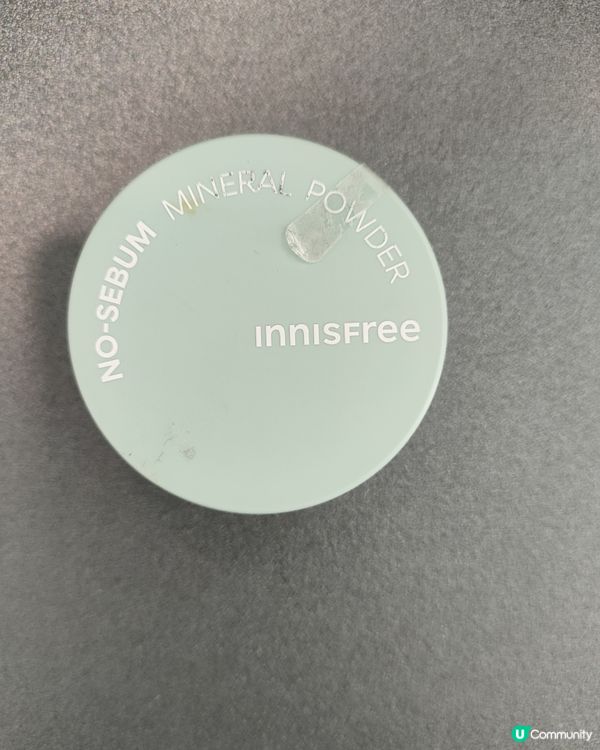 NO-SEBUM MINERAL POWDER
innisfree
U Community